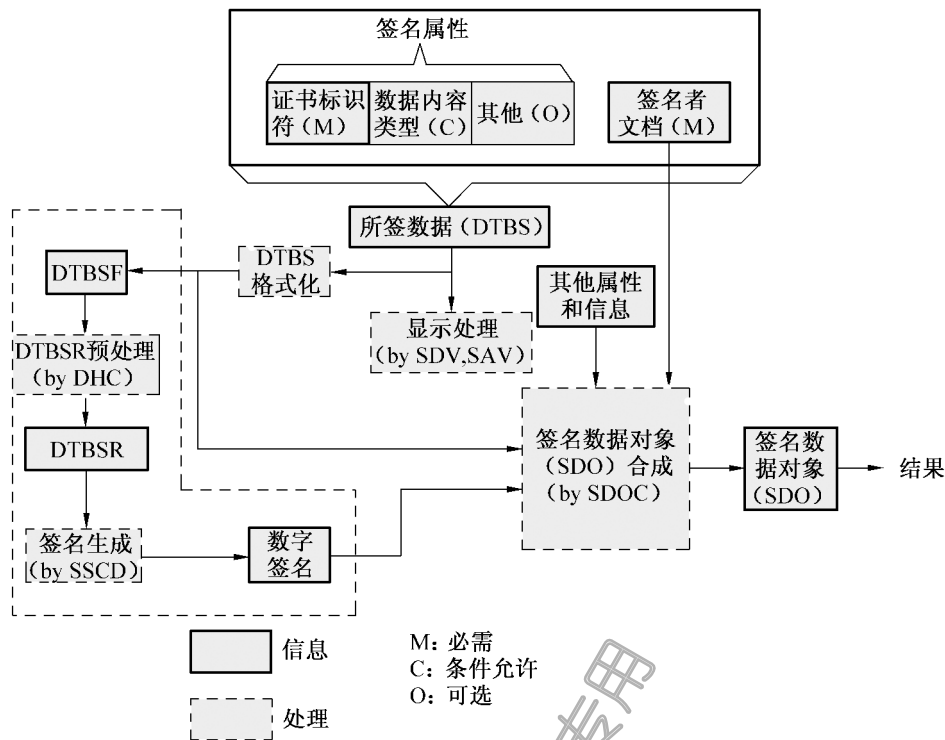 签名属性
证书标识
符(M)
数据内容
类型(C)
其他(O)
签名者
文档(M)
所签数据(DTBS)
DTBSF
DTBS
格式化
其他属性
和信息
显示处理
(by SDV,SAV)
DTBSR预处理
(by DHC)
DTBSR
签名数据对象
(SDO)合成
(by SDOC)
签名数
据对象
(SDO)
结果
签名生成
(by SSCD)
数字
签名
信息
处理
M: 必需
C: 条件允许
O: 可选
专用